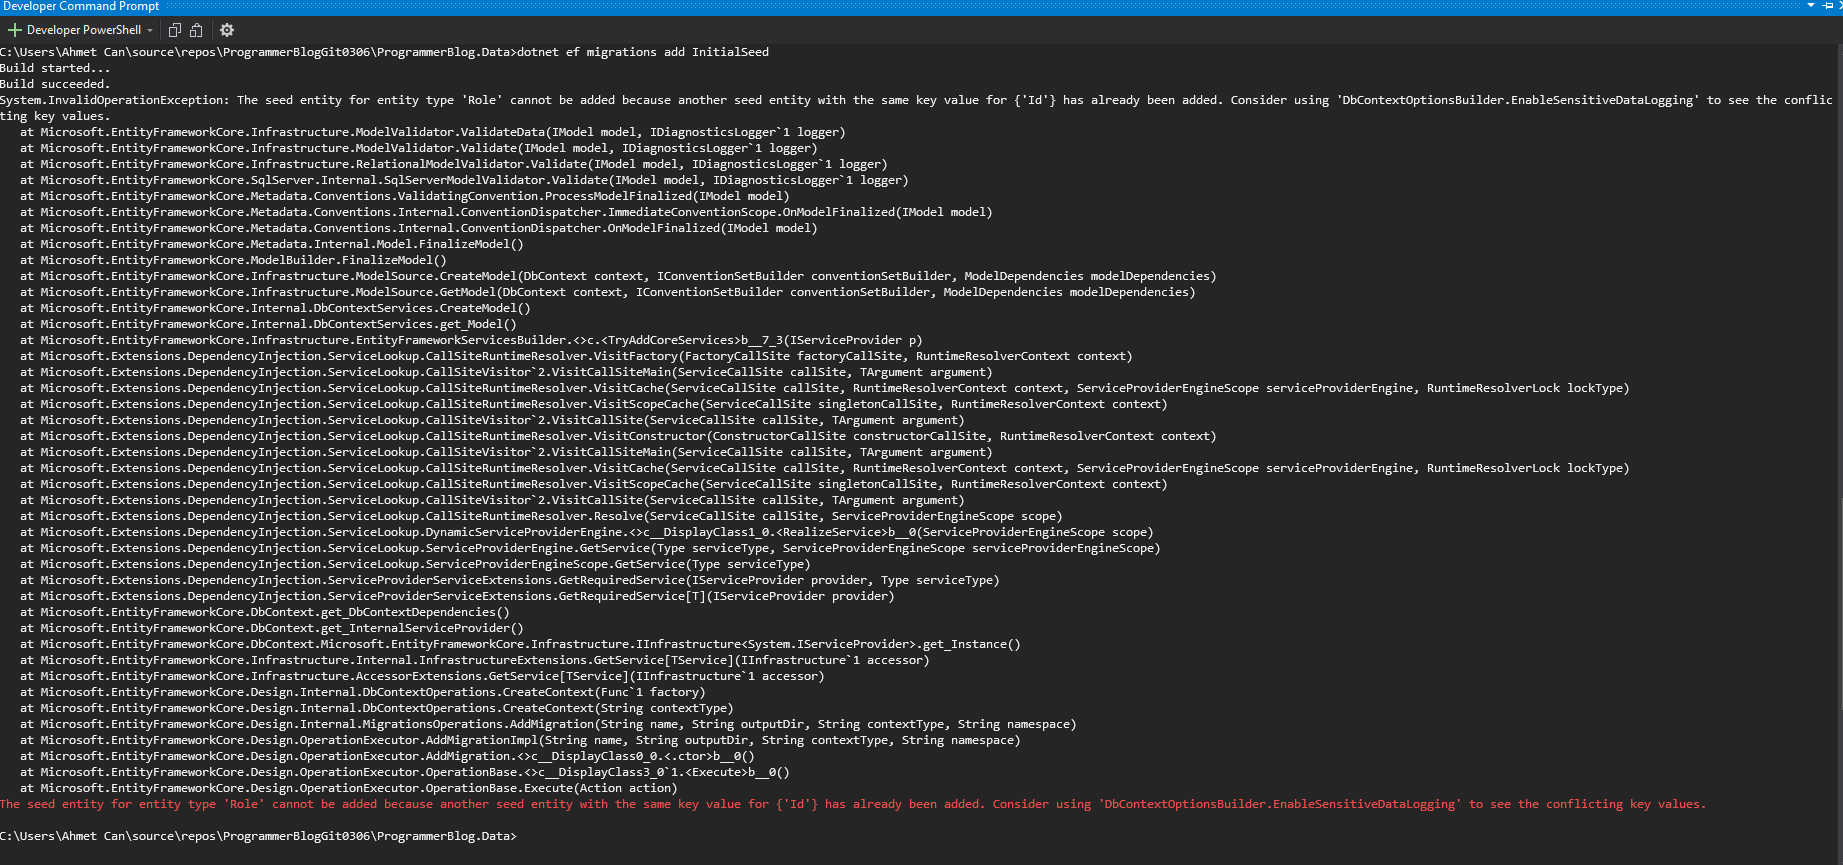 Developer Command Prompt
Developer PowerShell
C:\Users\Ahmet Can\source\repos\ProgrammerBlogGit0306\ProgrammerBlog.Data>dotnet ef migrations add InitialSeed
Build started...
Build succeeded.
System.InvalidOperationException: The seed entity for entity type 'Role' cannot be added because another seed entity with the same key value for {'Id'} has already been added. Consider using 'DbContextOptionsBuilder.EnableSensitiveDataLogging' to see the conflic
ting key values.
   at Microsoft.EntityFrameworkCore.Infrastructure.ModelValidator.ValidateData(IModel model, IDiagnosticsLogger`1 logger)
   at Microsoft.EntityFrameworkCore.Infrastructure.ModelValidator.Validate(IModel model, IDiagnosticsLogger`1 logger)
   at Microsoft.EntityFrameworkCore.Infrastructure.RelationalModelValidator.Validate(IModel model, IDiagnosticsLogger`1 logger)
   at Microsoft.EntityFrameworkCore.SqlServer.Internal.SqlServerModelValidator.Validate(IModel model, IDiagnosticsLogger`1 logger)
   at Microsoft.EntityFrameworkCore.Metadata.Conventions.ValidatingConvention.ProcessModelFinalized(IModel model)
   at Microsoft.EntityFrameworkCore.Metadata.Conventions.Internal.ConventionDispatcher.ImmediateConventionScope.OnModelFinalized(IModel model)
   at Microsoft.EntityFrameworkCore.Metadata.Conventions.Internal.ConventionDispatcher.OnModelFinalized(IModel model)
   at Microsoft.EntityFrameworkCore.Metadata.Internal.Model.FinalizeModel()
   at Microsoft.EntityFrameworkCore.ModelBuilder.FinalizeModel()
   at Microsoft.EntityFrameworkCore.Infrastructure.ModelSource.CreateModel(DbContext context, IConventionSetBuilder conventionSetBuilder, ModelDependencies modelDependencies)
   at Microsoft.EntityFrameworkCore.Infrastructure.ModelSource.GetModel(DbContext context, IConventionSetBuilder conventionSetBuilder, ModelDependencies modelDependencies)
   at Microsoft.EntityFrameworkCore.Internal.DbContextServices.CreateModel()
   at Microsoft.EntityFrameworkCore.Internal.DbContextServices.get_Model()
   at Microsoft.EntityFrameworkCore.Infrastructure.EntityFrameworkServicesBuilder.<>c.<TryAddCoreServices>b__7_3(IServiceProvider p)
   at Microsoft.Extensions.DependencyInjection.ServiceLookup.CallSiteRuntimeResolver.VisitFactory(FactoryCallSite factoryCallSite, RuntimeResolverContext context)
   at Microsoft.Extensions.DependencyInjection.ServiceLookup.CallSiteVisitor`2.VisitCallSiteMain(ServiceCallSite callSite, TArgument argument)
   at Microsoft.Extensions.DependencyInjection.ServiceLookup.CallSiteRuntimeResolver.VisitCache(ServiceCallSite callSite, RuntimeResolverContext context, ServiceProviderEngineScope serviceProviderEngine, RuntimeResolverLock lockType)
   at Microsoft.Extensions.DependencyInjection.ServiceLookup.CallSiteRuntimeResolver.VisitScopeCache(ServiceCallSite singletonCallSite, RuntimeResolverContext context)
   at Microsoft.Extensions.DependencyInjection.ServiceLookup.CallSiteVisitor`2.VisitCallSite(ServiceCallSite callSite, TArgument argument)
   at Microsoft.Extensions.DependencyInjection.ServiceLookup.CallSiteRuntimeResolver.VisitConstructor(ConstructorCallSite constructorCallSite, RuntimeResolverContext context)
   at Microsoft.Extensions.DependencyInjection.ServiceLookup.CallSiteVisitor`2.VisitCallSiteMain(ServiceCallSite callSite, TArgument argument)
   at Microsoft.Extensions.DependencyInjection.ServiceLookup.CallSiteRuntimeResolver.VisitCache(ServiceCallSite callSite, RuntimeResolverContext context, ServiceProviderEngineScope serviceProviderEngine, RuntimeResolverLock lockType)
   at Microsoft.Extensions.DependencyInjection.ServiceLookup.CallSiteRuntimeResolver.VisitScopeCache(ServiceCallSite singletonCallSite, RuntimeResolverContext context)
   at Microsoft.Extensions.DependencyInjection.ServiceLookup.CallSiteVisitor`2.VisitCallSite(ServiceCallSite callSite, TArgument argument)
   at Microsoft.Extensions.DependencyInjection.ServiceLookup.CallSiteRuntimeResolver.Resolve(ServiceCallSite callSite, ServiceProviderEngineScope scope)
   at Microsoft.Extensions.DependencyInjection.ServiceLookup.DynamicServiceProviderEngine.<>c__DisplayClass1_0.<RealizeService>b__0(ServiceProviderEngineScope scope)
   at Microsoft.Extensions.DependencyInjection.ServiceLookup.ServiceProviderEngine.GetService(Type serviceType, ServiceProviderEngineScope serviceProviderEngineScope)
   at Microsoft.Extensions.DependencyInjection.ServiceLookup.ServiceProviderEngineScope.GetService(Type serviceType)
   at Microsoft.Extensions.DependencyInjection.ServiceProviderServiceExtensions.GetRequiredService(IServiceProvider provider, Type serviceType)
   at Microsoft.Extensions.DependencyInjection.ServiceProviderServiceExtensions.GetRequiredService[T](IServiceProvider provider)
   at Microsoft.EntityFrameworkCore.DbContext.get_DbContextDependencies()
   at Microsoft.EntityFrameworkCore.DbContext.get_InternalServiceProvider()
   at Microsoft.EntityFrameworkCore.DbContext.Microsoft.EntityFrameworkCore.Infrastructure.IInfrastructure<System.IServiceProvider>.get_Instance()
   at Microsoft.EntityFrameworkCore.Infrastructure.Internal.InfrastructureExtensions.GetService[TService](IInfrastructure`1 accessor)
   at Microsoft.EntityFrameworkCore.Infrastructure.AccessorExtensions.GetService[TService](IInfrastructure`1 accessor)
   at Microsoft.EntityFrameworkCore.Design.Internal.DbContextOperations.CreateContext(Func`1 factory)
   at Microsoft.EntityFrameworkCore.Design.Internal.DbContextOperations.CreateContext(String contextType)
   at Microsoft.EntityFrameworkCore.Design.Internal.MigrationsOperations.AddMigration(String name, String outputDir, String contextType, String namespace)
   at Microsoft.EntityFrameworkCore.Design.OperationExecutor.AddMigrationImpl(String name, String outputDir, String contextType, String namespace)
   at Microsoft.EntityFrameworkCore.Design.OperationExecutor.AddMigration.<>c__DisplayClass0_0.<.ctor>b__0()
   at Microsoft.EntityFrameworkCore.Design.OperationExecutor.OperationBase.<>c__DisplayClass3_0`1.<Execute>b__0()
   at Microsoft.EntityFrameworkCore.Design.OperationExecutor.OperationBase.Execute(Action action)
The seed entity for entity type 'Role' cannot be added because another seed entity with the same key value for {'Id'} has already been added. Consider using 'DbContextOptionsBuilder.EnableSensitiveDataLogging' to see the conflicting key values.
C:\Users\Ahmet Can\source\repos\ProgrammerBlogGit0306\ProgrammerBlog.Data>